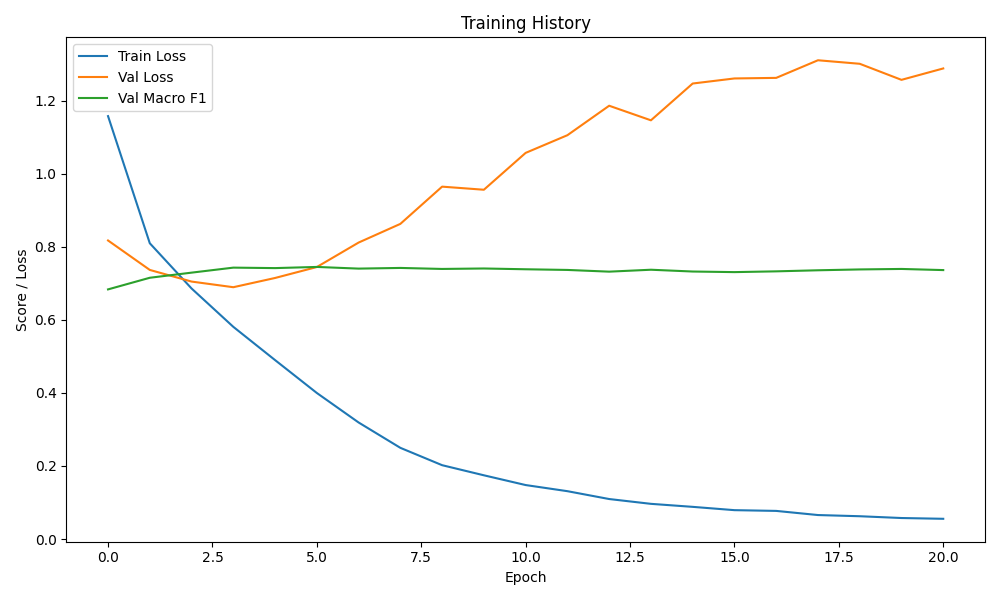 Training History
Train Loss
Val Loss
Val Macro F1
Score / Loss
1.2
1.0
0.8
0.6
0.4
0.2
0.0
0.0 2.5 5.0 7.5 10.0 12.5 15.0 17.5 20.0
Epoch